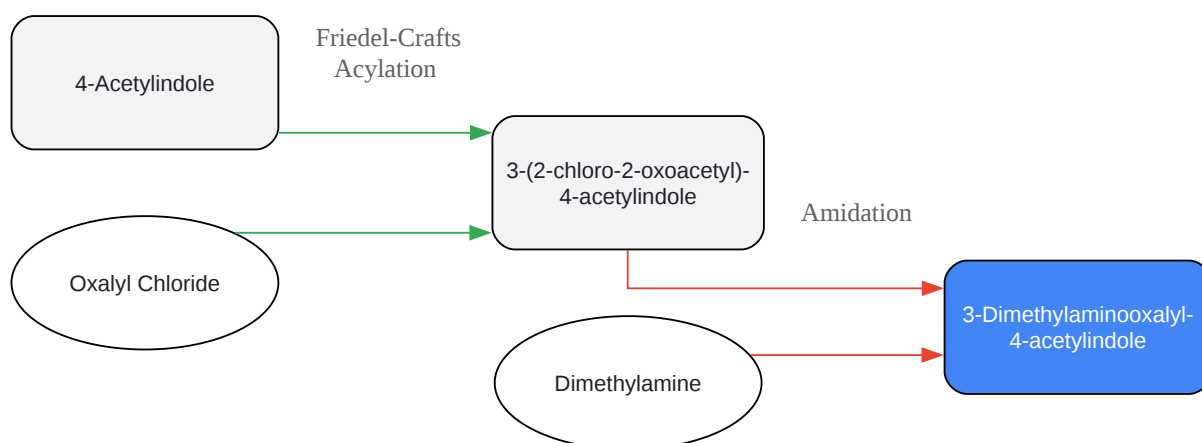 4-Acetylindole
Friedel-Crafts
Acylation
3-(2-chloro-2-oxoacetyl)-
4-acetylindole
Oxalyl Chloride
Amidation
3-Dimethylaminooxalyl-
4-acetylindole
Dimethylamine